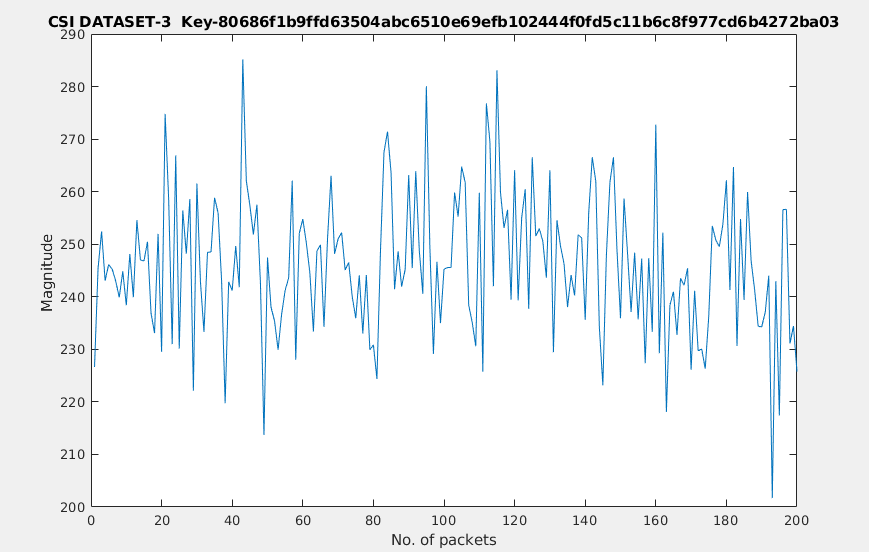 CSI DATASET-3 Key-80686f1b9ffd63504abc6510e69efb102444f0fd5c11b6c8f977cd6b4272ba03
290
280
270
260
250
240
230
220
210
200
Magnitude
0 20 40 60 80 100 120 140 160 180 200
No. of packets